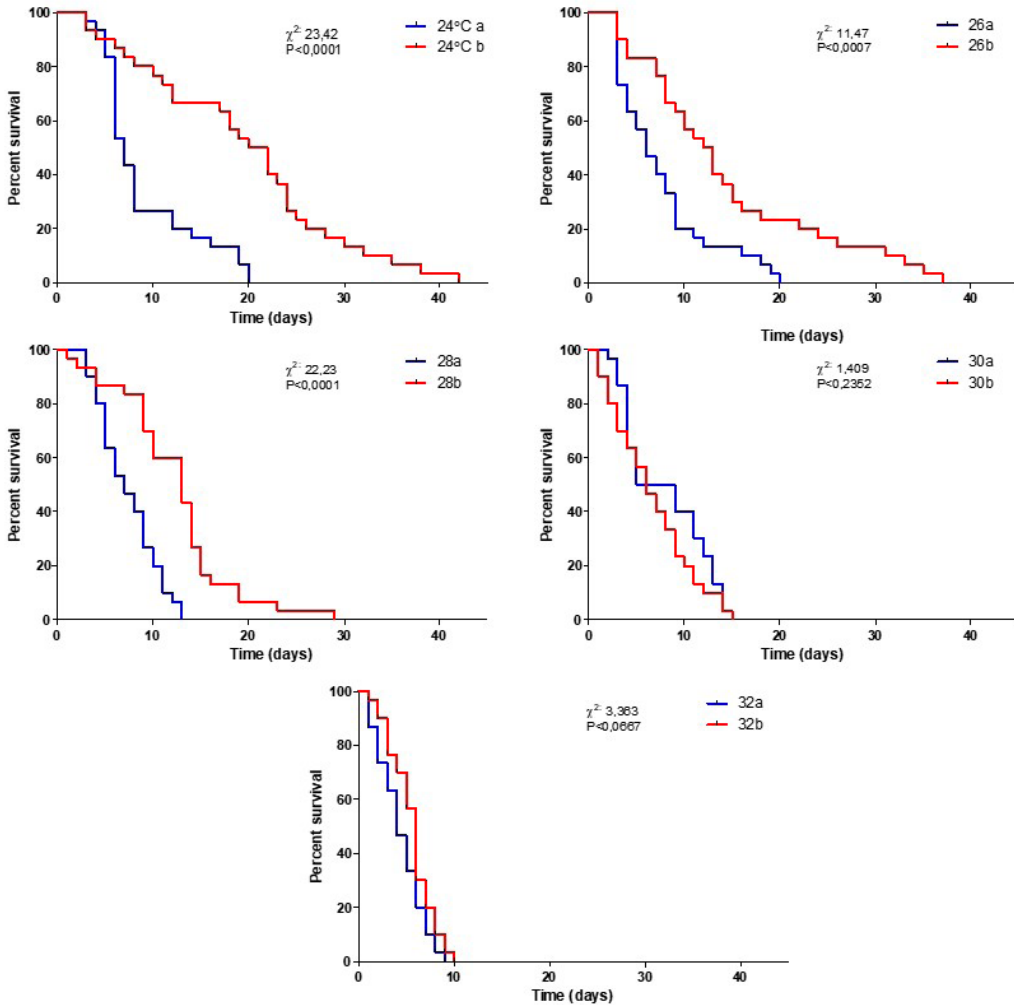 100
80
60
40
20
0
Percent survival
0 10 20 30 40
Time (days)
χ2: 23,42
P<0,0001
24°C a
24°C b
100
80
60
40
20
0
Percent survival
0 10 20 30 40
Time (days)
χ2: 11,47
P<0,0007
26a
26b
100
80
60
40
20
0
Percent survival
0 10 20 30 40
Time (days)
χ2: 22,23
P<0,0001
28a
28b
100
80
60
40
20
0
Percent survival
0 10 20 30 40
Time (days)
χ2: 1,409
P<0,2352
30a
30b
100
80
60
40
20
0
Percent survival
0 10 20 30 40
Time (days)
χ2: 3,363
P<0,0667
32a
32b